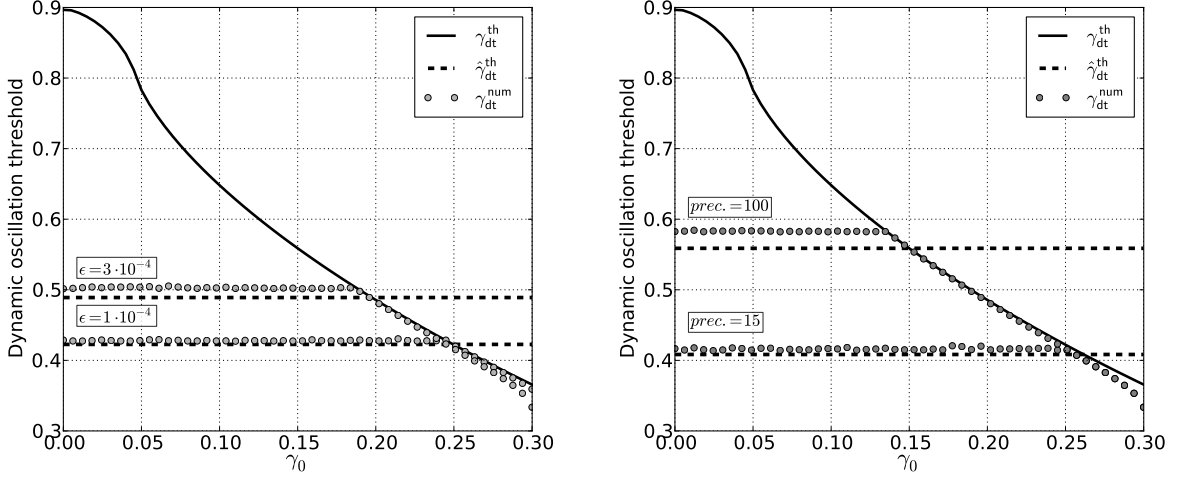 Dynamic oscillation threshold
0.9
0.8
0.7
0.6
0.5
0.4
0.3
γ_dt^th
γ̂_dt^th
γ_dt^num
ϵ=3·10⁻⁴
ϵ=1·10⁻⁴
0.00 0.05 0.10 0.15 0.20 0.25 0.30
γ₀
Dynamic oscillation threshold
0.9
0.8
0.7
0.6
0.5
0.4
0.3
γ_dt^th
γ̂_dt^th
γ_dt^num
prec.=100
prec.=15
0.00 0.05 0.10 0.15 0.20 0.25 0.30
γ₀